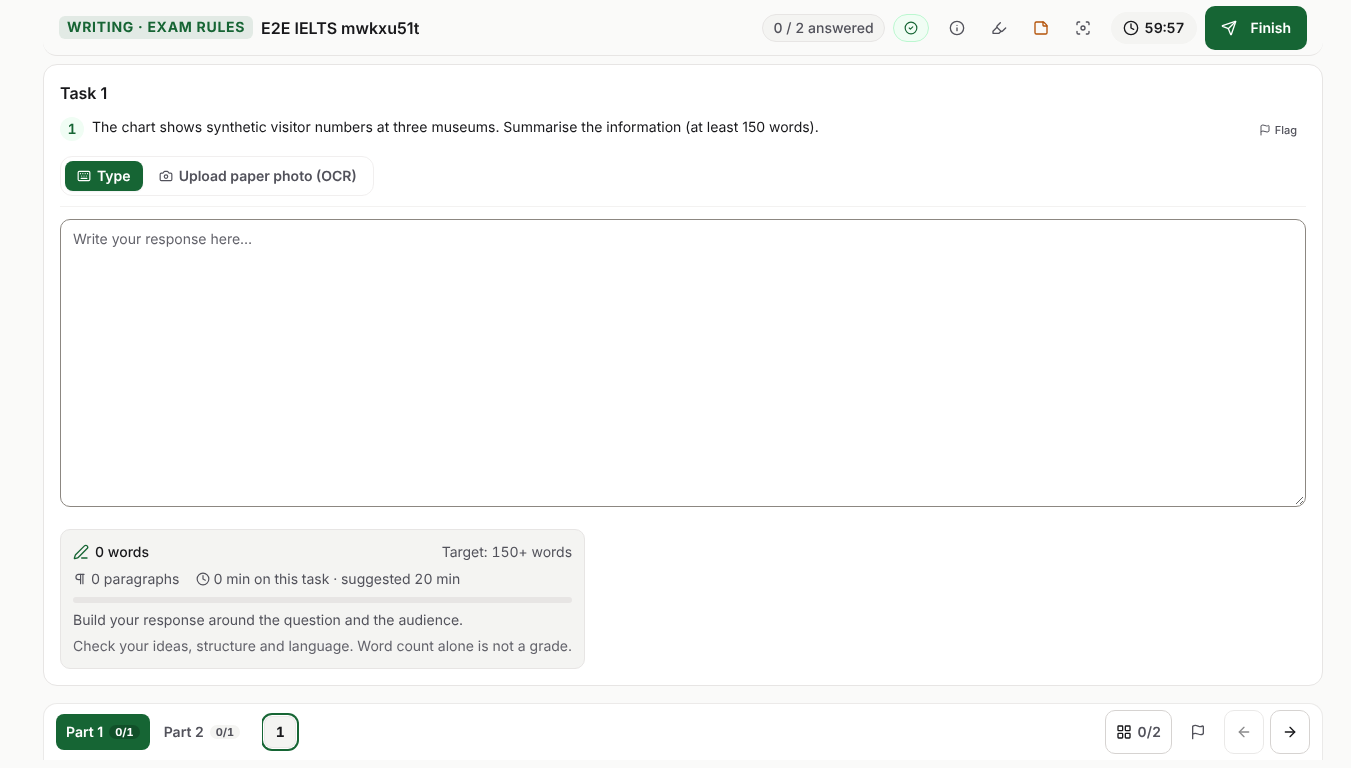 WRITING · EXAM RULES E2E IELTS mwkxu51t 0 / 2 answered 59:57 Finish
Task 1
1 The chart shows synthetic visitor numbers at three museums. Summarise the information (at least 150 words). Flag
Type Upload paper photo (OCR)
Write your response here...
0 words Target: 150+ words
¶ 0 paragraphs 0 min on this task · suggested 20 min
Build your response around the question and the audience.
Check your ideas, structure and language. Word count alone is not a grade.
Part 1 0/1 Part 2 0/1 1 0/2